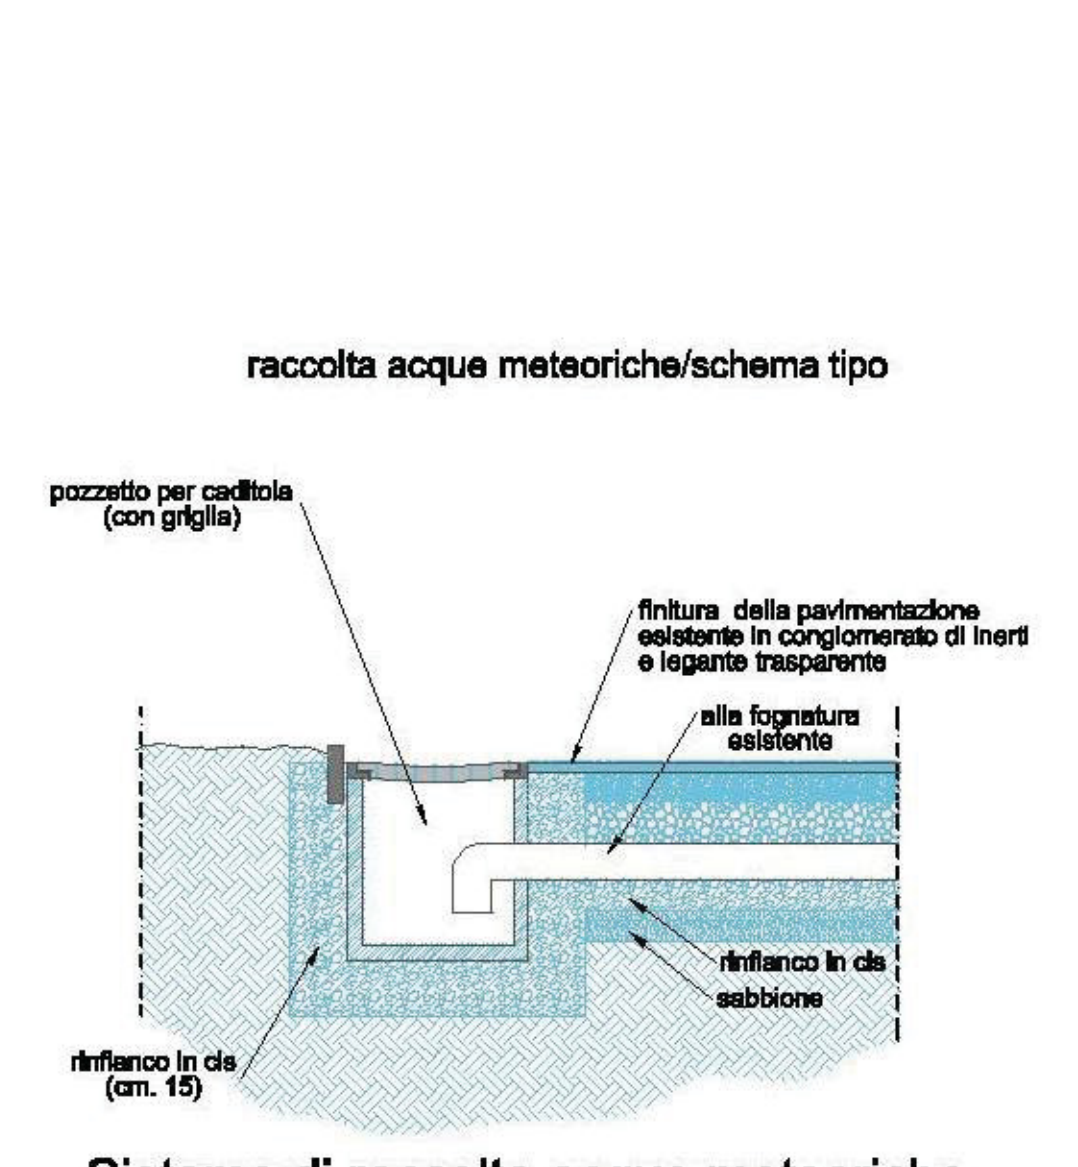 raccolta acque meteoriche/schema tipo
pozzetto per caditoia
(con griglia)
finitura della pavimentazione
esistente in conglomerato di inerti
e legante trasparente
alla fognatura
esistente
rinfianco in cls
sabbione
rinfianco in cls
(cm. 15)